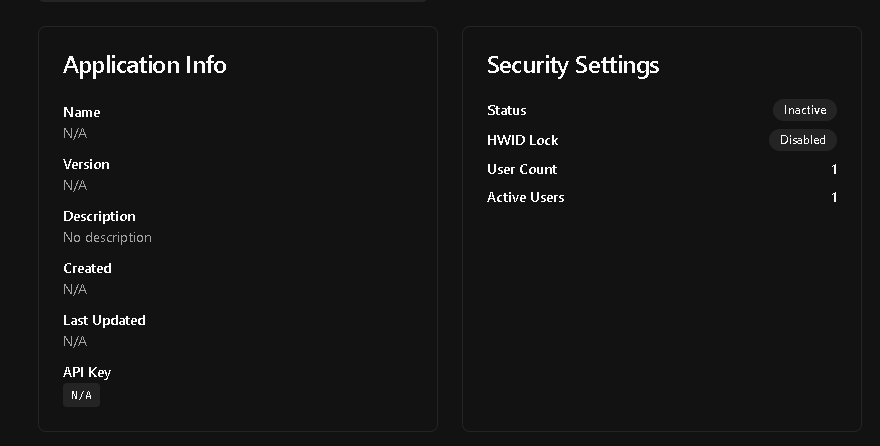 Application Info
Name
N/A
Version
N/A
Description
No description
Created
N/A
Last Updated
N/A
API Key
N/A
Security Settings
Status Inactive
HWID Lock Disabled
User Count 1
Active Users 1